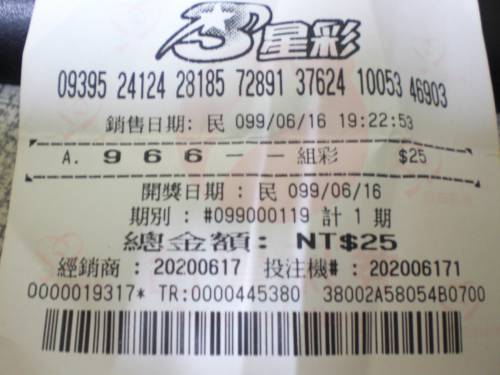 3星彩
09395 24124 28185 72891 37624 10053 46903
銷售日期: 民 099/06/16 19:22:53
A. 9 6 6 － － 組彩 $25
開獎日期 : 民 099/06/16
期別 : #099000119 計 1 期
總金額: NT$25
經銷商 : 20200617 投注機# : 202006171
0000019317* TR:0000445380 38002A58054B0700